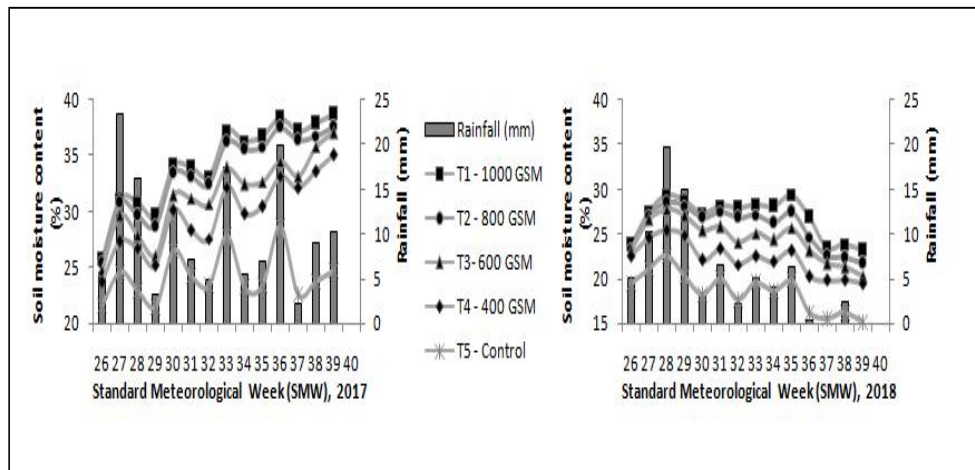 Soil moisture content (%)
40
35
30
25
20
25
20
15
10
5
0
Rainfall (mm)
26 27 28 29 30 31 32 33 34 35 36 37 38 39 40
Standard Meteorological Week (SMW), 2017
Rainfall (mm)
T1 - 1000 GSM
T2 - 800 GSM
T3- 600 GSM
T4 - 400 GSM
T5 - Control
Soil moisture content (%)
40
35
30
25
20
15
25
20
15
10
5
0
Rainfall (mm)
26 27 28 29 30 31 32 33 34 35 36 37 38 39 40
Standard Meteorological Week (SMW), 2018